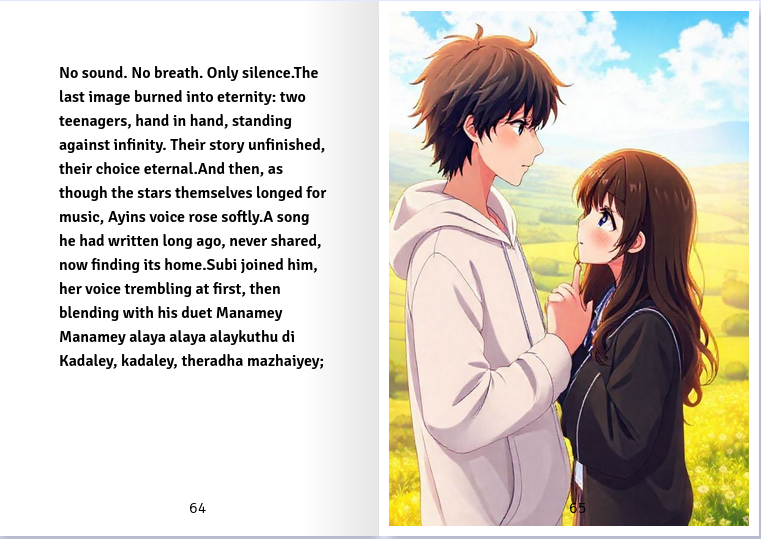 No sound. No breath. Only silence.The
last image burned into eternity: two
teenagers, hand in hand, standing
against infinity. Their story unfinished,
their choice eternal.And then, as
though the stars themselves longed for
music, Ayins voice rose softly.A song
he had written long ago, never shared,
now finding its home.Subi joined him,
her voice trembling at first, then
blending with his duet Manamey
Manamey alaya alaya alaykuthu di
Kadaley, kadaley, theradha mazhaiyey;
64
65